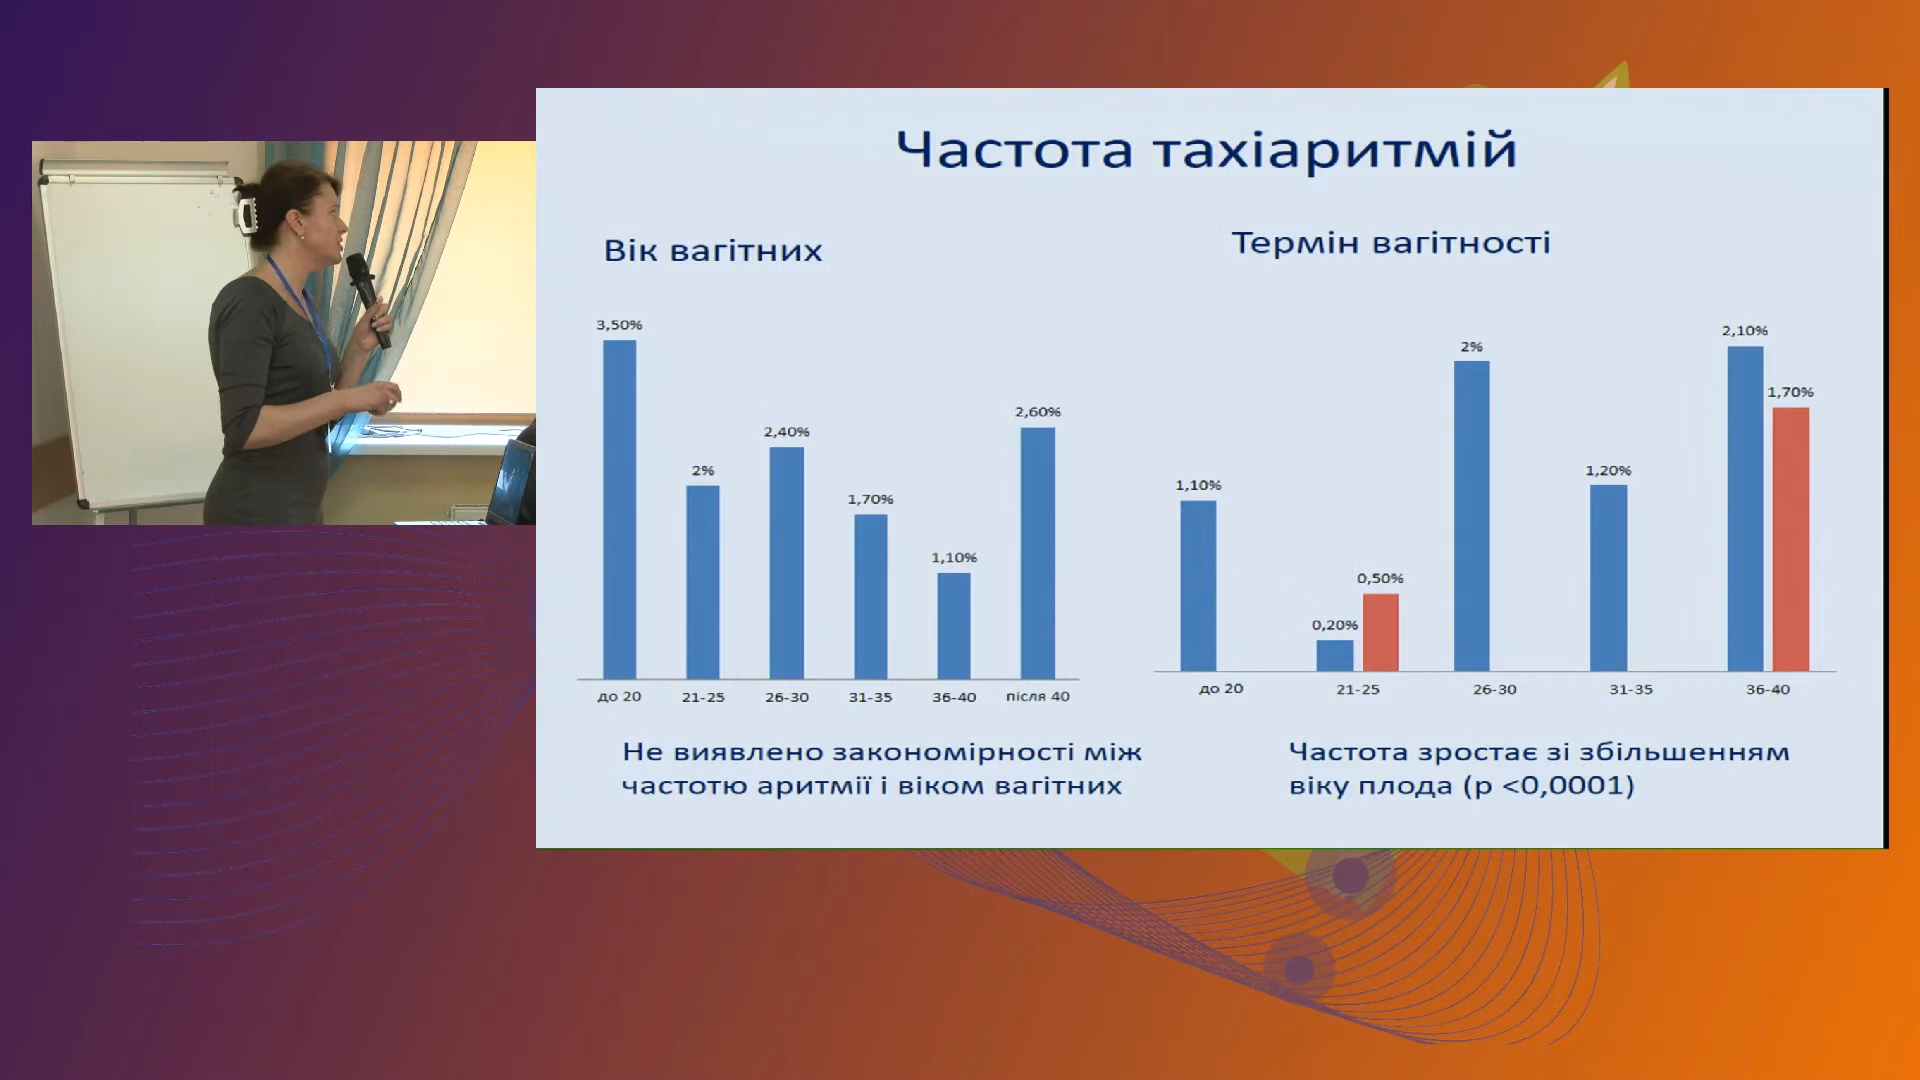 Частота тахіаритмій
Вік вагітних
3,50%
2%
2,40%
1,70%
1,10%
2,60%
до 20
21-25
26-30
31-35
36-40
після 40
Не виявлено закономірності між
частотю аритмії і віком вагітних
Термін вагітності
1,10%
0,20%
0,50%
2%
1,20%
2,10%
1,70%
до 20
21-25
26-30
31-35
36-40
Частота зростає зі збільшенням
віку плода (р <0,0001)